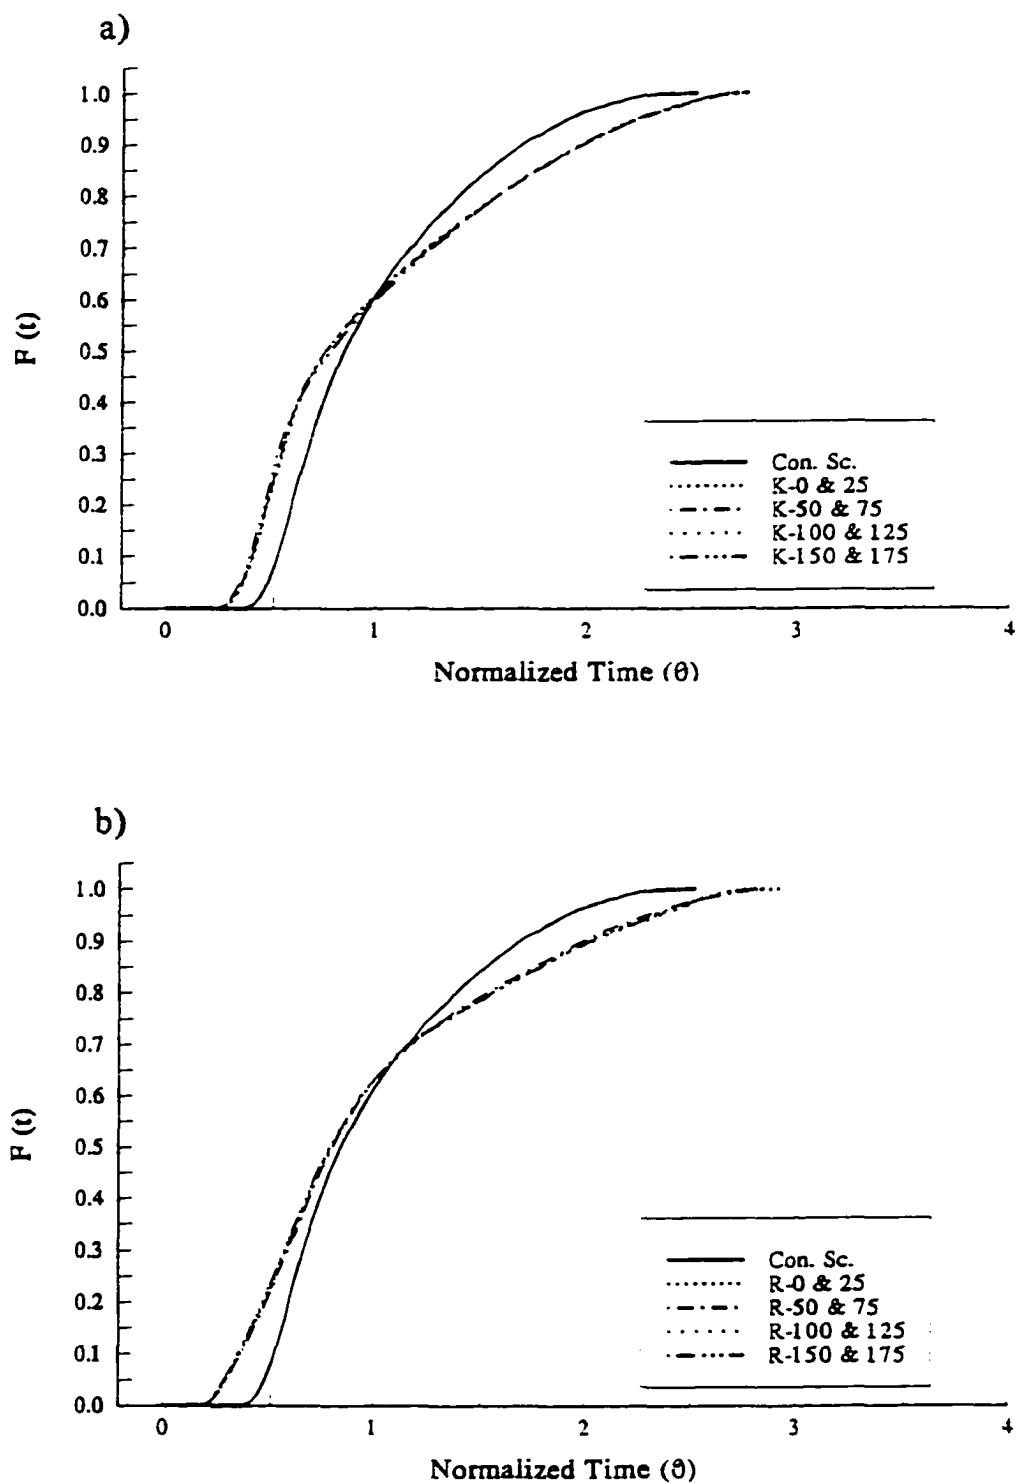 a)
1.0
0.9
0.8
0.7
0.6
0.5
0.4
0.3
0.2
0.1
0.0
F (t)
0 1 2 3 4
Normalized Time (θ)
Con. Sc.
K-0 & 25
K-50 & 75
K-100 & 125
K-150 & 175
b)
1.0
0.9
0.8
0.7
0.6
0.5
0.4
0.3
0.2
0.1
0.0
F (t)
0 1 2 3 4
Normalized Time (θ)
Con. Sc.
R-0 & 25
R-50 & 75
R-100 & 125
R-150 & 175